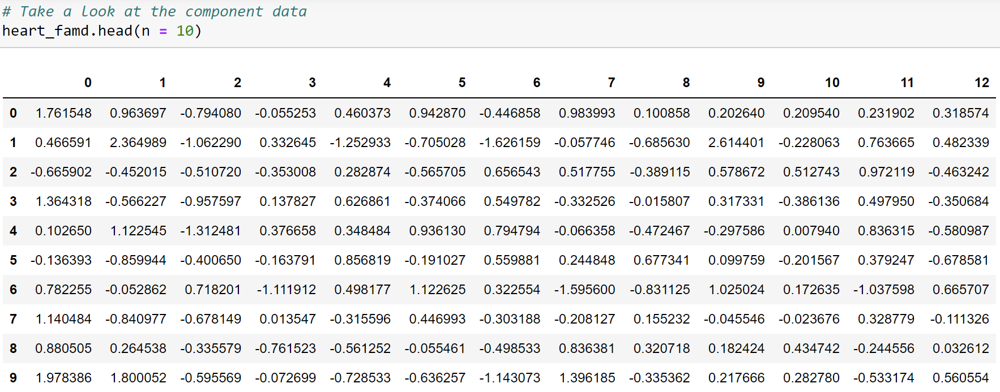 # Take a look at the component data
heart_famd.head(n = 10)
0 1 2 3 4 5 6 7 8 9 10 11 12
0 1.761548 0.963697 -0.794080 -0.055253 0.460373 0.942870 -0.446858 0.983993 0.100858 0.202640 0.209540 0.231902 0.318574
1 0.466591 2.364989 -1.062290 0.332645 -1.252933 -0.705028 -1.626159 -0.057746 -0.685630 2.614401 -0.228063 0.763665 0.482339
2 -0.665902 -0.452015 -0.510720 -0.353008 0.282874 -0.565705 0.656543 0.517755 -0.389115 0.578672 0.512743 0.972119 -0.463242
3 1.364318 -0.566227 -0.957597 0.137827 0.626861 -0.374066 0.549782 -0.332526 -0.015807 0.317331 -0.386136 0.497950 -0.350684
4 0.102650 1.122545 -1.312481 0.376658 0.348484 0.936130 0.794794 -0.066358 -0.472467 -0.297586 0.007940 0.836315 -0.580987
5 -0.136393 -0.859944 -0.400650 -0.163791 0.856819 -0.191027 0.559881 0.244848 0.677341 0.099759 -0.201567 0.379247 -0.678581
6 0.782255 -0.052862 0.718201 -1.111912 0.498177 1.122625 0.322554 -1.595600 -0.831125 1.025024 0.172635 -1.037598 0.665707
7 1.140484 -0.840977 -0.678149 0.013547 -0.315596 0.446993 -0.303188 -0.208127 0.155232 -0.045546 -0.023676 0.328779 -0.111326
8 0.880505 0.264538 -0.335579 -0.761523 -0.561252 -0.055461 -0.498533 0.836381 0.320718 0.182424 0.434742 -0.244556 0.032612
9 1.978386 1.800052 -0.595569 -0.072699 -0.728533 -0.636257 -1.143073 1.396185 -0.335362 0.217666 0.282780 -0.533174 0.560554